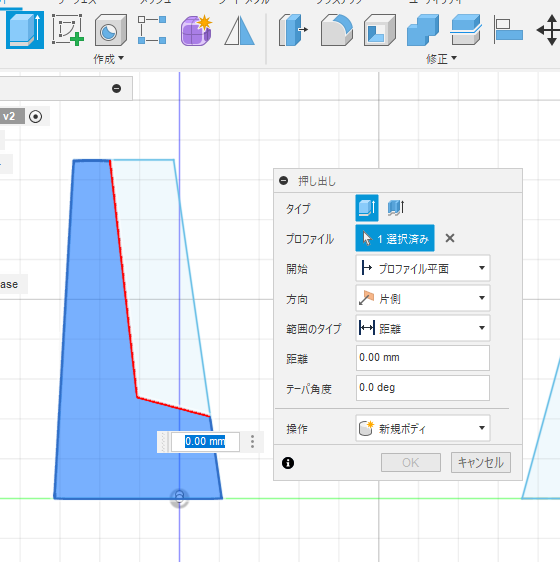 作成▼
修正▼
v2
ase
押し出し
タイプ
プロファイル
1 選択済み
開始
プロファイル平面
方向
片側
範囲のタイプ
距離
距離
0.00 mm
テーパ角度
0.0 deg
0.00 mm
操作
新規ボディ
OK
キャンセル